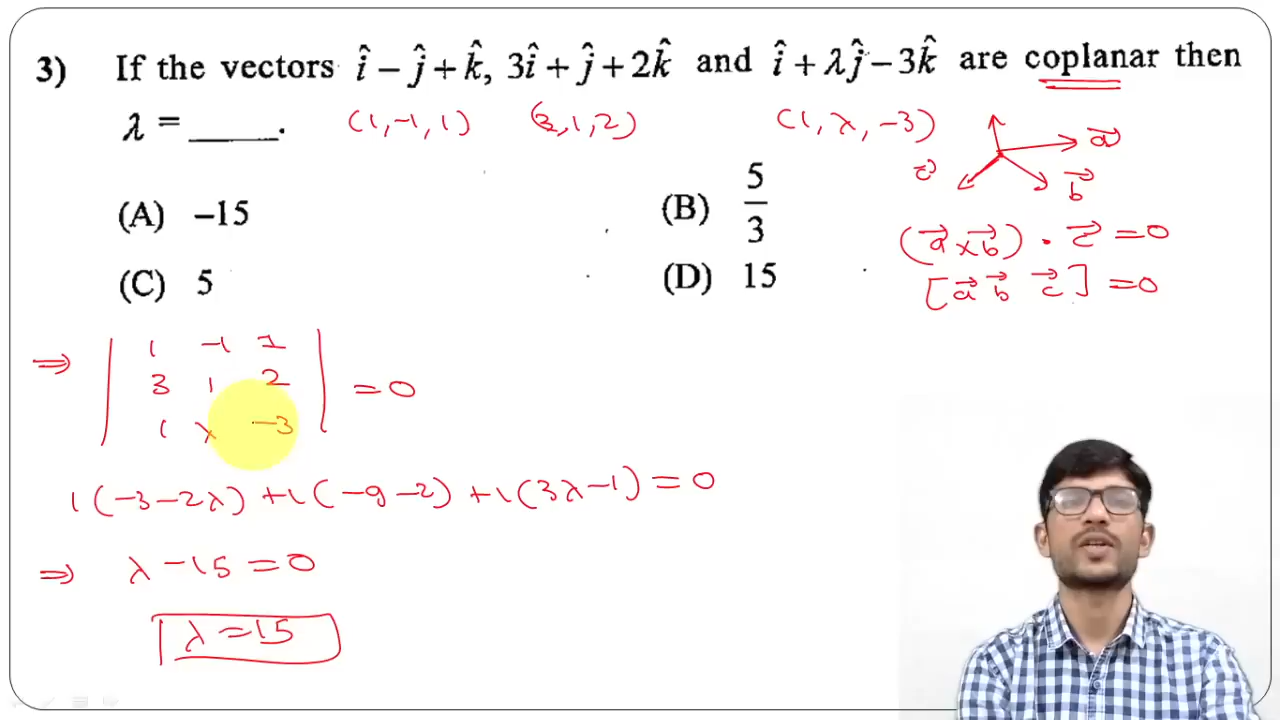 3) If the vectors î − ĵ + k̂, 3î + ĵ + 2k̂ and î + λĵ − 3k̂ are coplanar then
λ = _____.
(1, -1, 1) (3, 1, 2) (1, λ, -3)
a⃗
c⃗ b⃗
(A) −15 (B) 5/3
(a⃗ × b⃗) · c⃗ = 0
(C) 5 (D) 15
[a⃗ b⃗ c⃗] = 0
⇒ | 1 -1 1 |
| 3 1 2 | = 0
| 1 λ -3 |
1(-3-2λ) +1(-9-2) +1(3λ-1) = 0
⇒ λ - 15 = 0
λ = 15